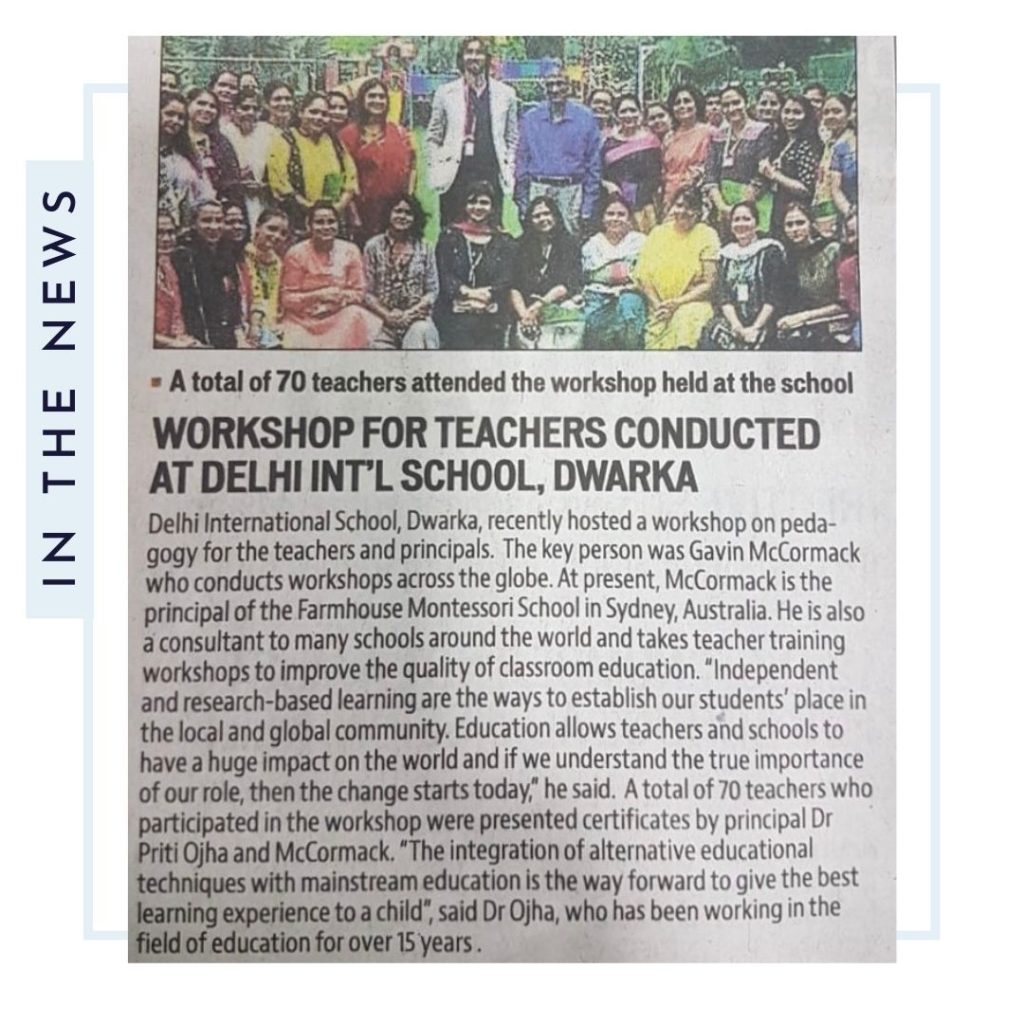 IN THE NEWS
▪ A total of 70 teachers attended the workshop held at the school
WORKSHOP FOR TEACHERS CONDUCTED
AT DELHI INT'L SCHOOL, DWARKA
Delhi International School, Dwarka, recently hosted a workshop on peda-
gogy for the teachers and principals. The key person was Gavin McCormack
who conducts workshops across the globe. At present, McCormack is the
principal of the Farmhouse Montessori School in Sydney, Australia. He is also
a consultant to many schools around the world and takes teacher training
workshops to improve the quality of classroom education. "Independent
and research-based learning are the ways to establish our students' place in
the local and global community. Education allows teachers and schools to
have a huge impact on the world and if we understand the true importance
of our role, then the change starts today," he said. A total of 70 teachers who
participated in the workshop were presented certificates by principal Dr
Priti Ojha and McCormack. "The integration of alternative educational
techniques with mainstream education is the way forward to give the best
learning experience to a child", said Dr Ojha, who has been working in the
field of education for over 15 years .